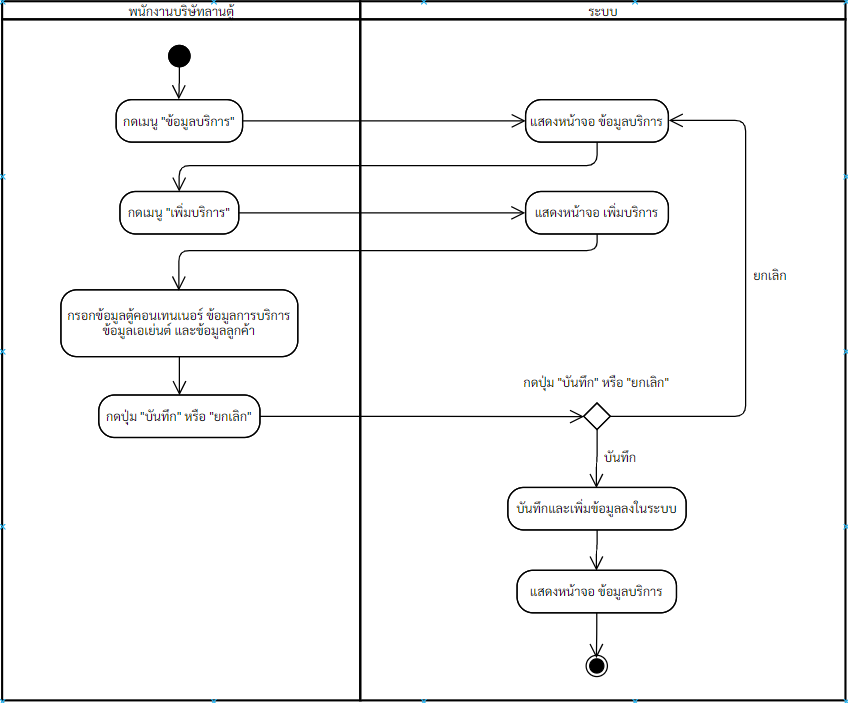 พนักงานบริษัทลานตู้
ระบบ
กดเมนู "ข้อมูลบริการ"
แสดงหน้าจอ ข้อมูลบริการ
กดเมนู "เพิ่มบริการ"
แสดงหน้าจอ เพิ่มบริการ
ยกเลิก
กรอกข้อมูลตู้คอนเทนเนอร์ ข้อมูลการบริการ
ข้อมูลเอเย่นต์ และข้อมูลลูกค้า
กดปุ่ม "บันทึก" หรือ "ยกเลิก"
กดปุ่ม "บันทึก" หรือ "ยกเลิก"
บันทึก
บันทึกและเพิ่มข้อมูลลงในระบบ
แสดงหน้าจอ ข้อมูลบริการ